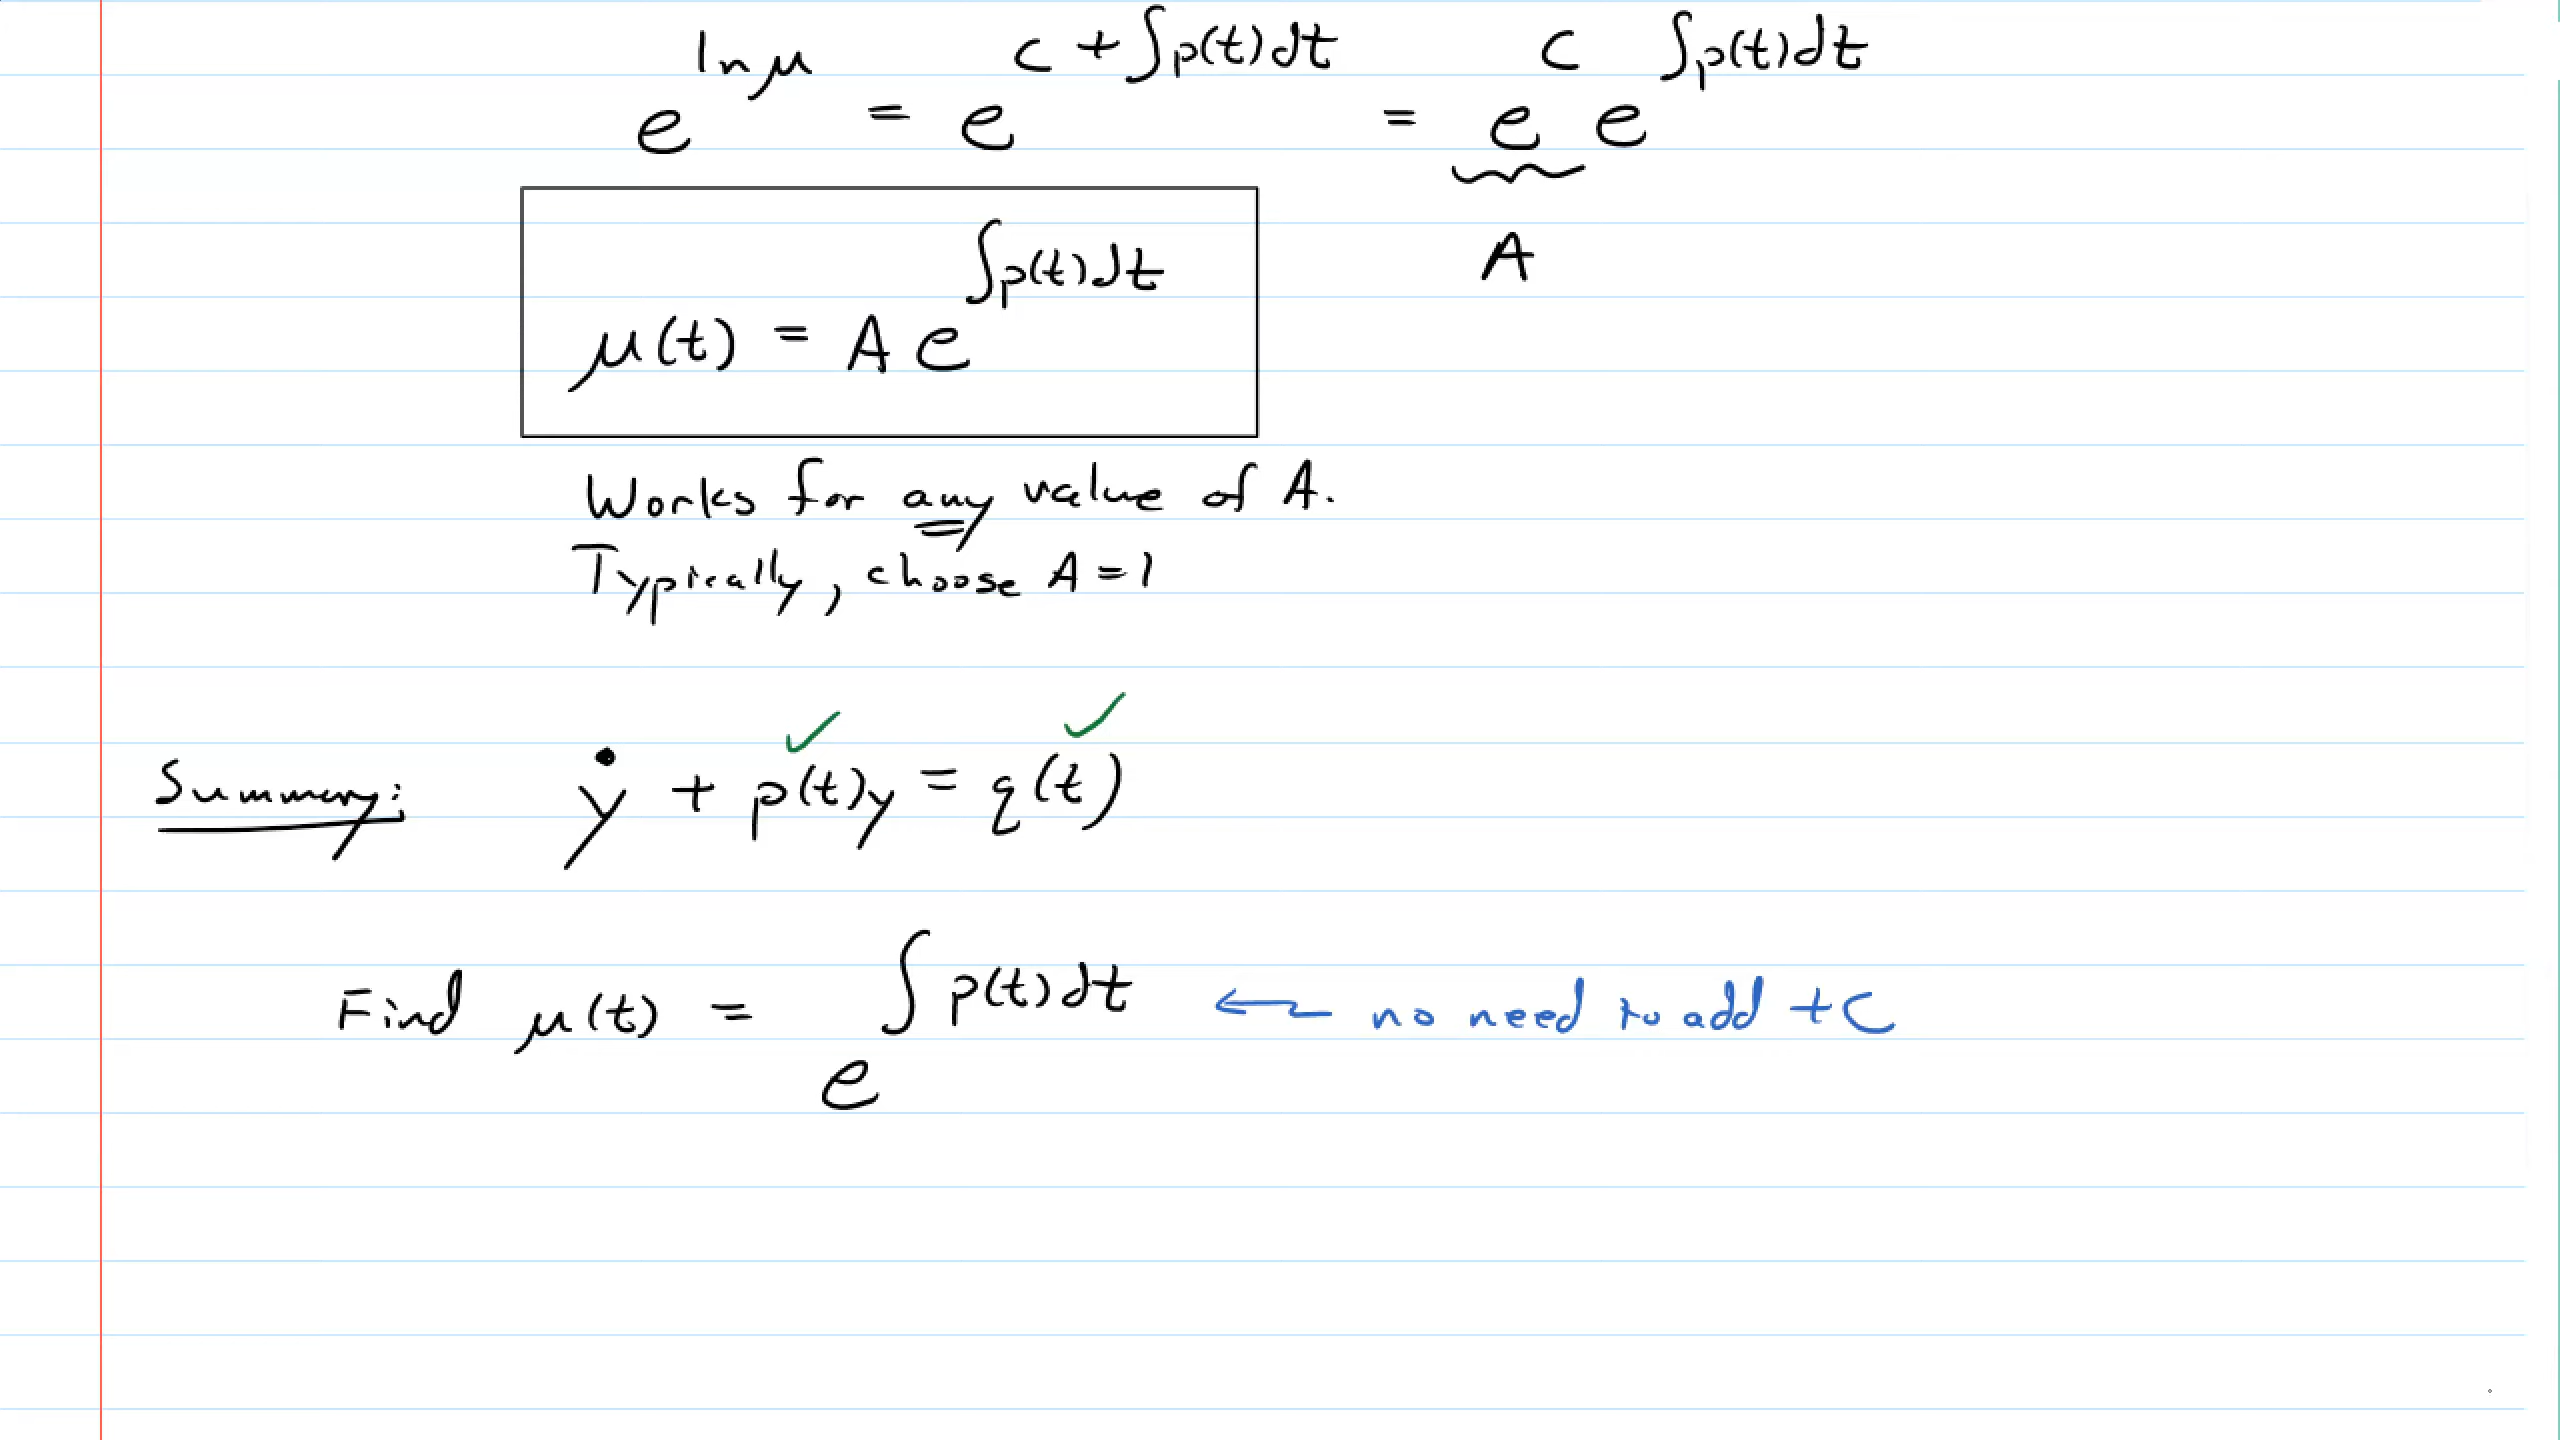 e^{ln μ} = e^{c + ∫p(t)dt} = e^{c} e^{∫p(t)dt}
A
μ(t) = A e^{∫p(t)dt}
Works for any value of A.
Typically, choose A = 1
Summary: ẏ + p(t)y = q(t)
✓ ✓
Find μ(t) = e^{∫p(t)dt} ← no need to add +C